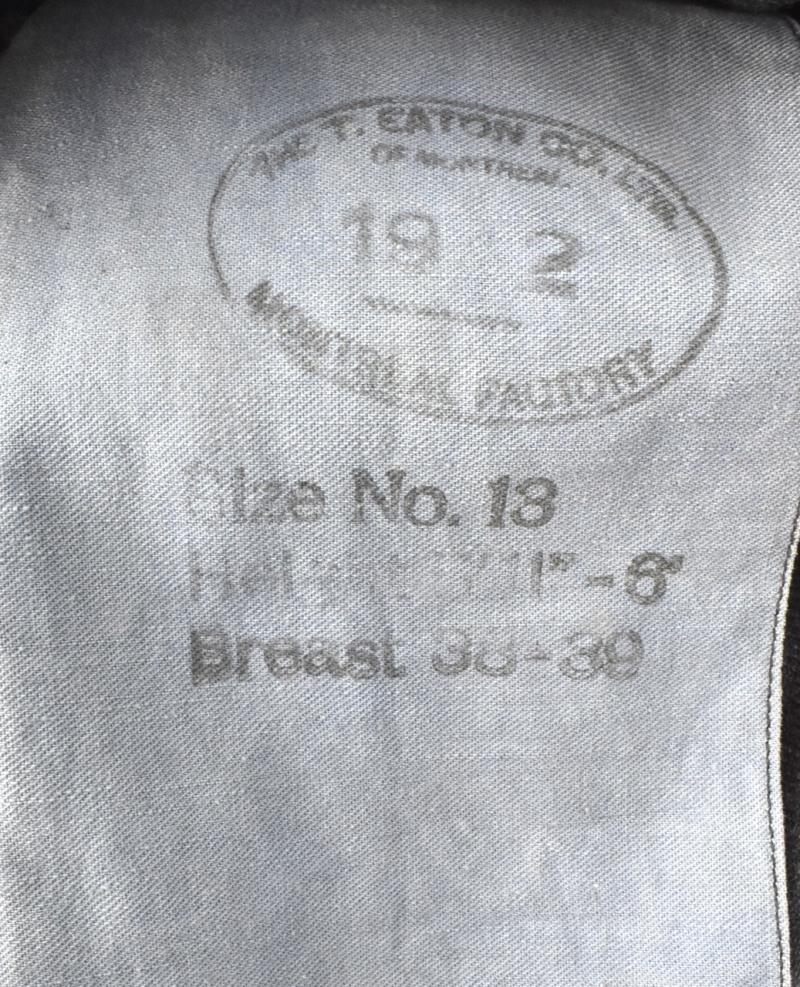 THE T. EATON CO. LTD.
OF MONTREAL
19 2
MONTREAL FACTORY
Size No. 13
Breast 38-39